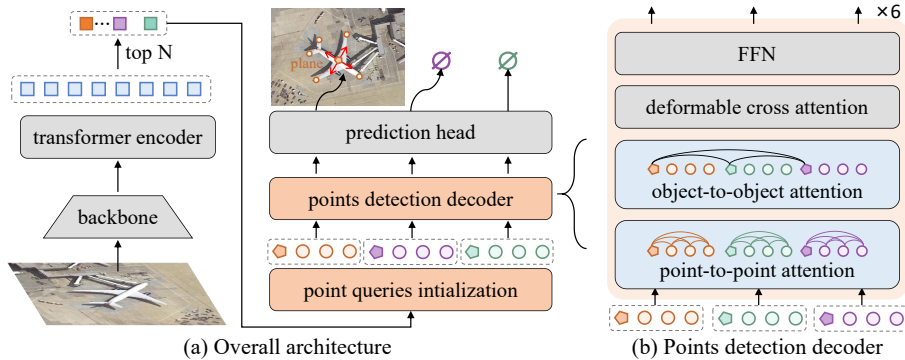 top N
transformer encoder
backbone
plane
prediction head
points detection decoder
point queries intialization
(a) Overall architecture
×6
FFN
deformable cross attention
object-to-object attention
point-to-point attention
(b) Points detection decoder